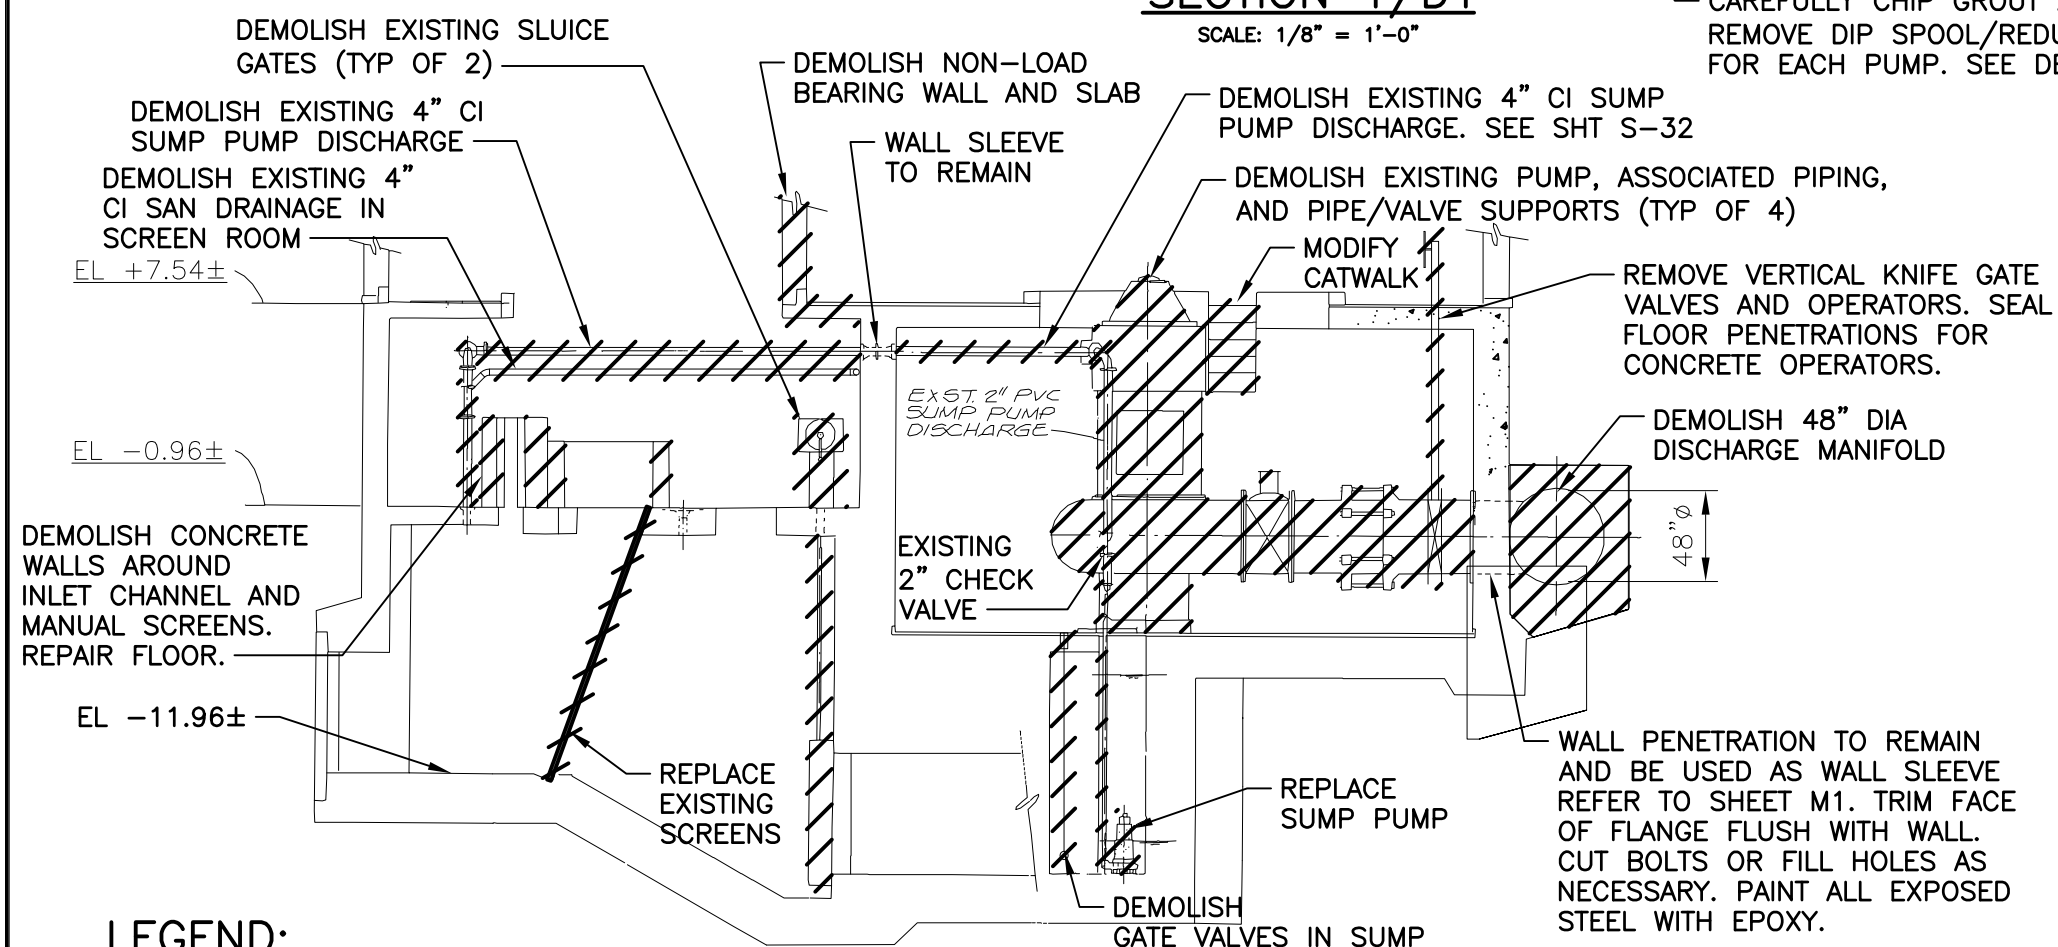 SECTION 1/D1
SCALE: 1/8" = 1'-0"
CAREFULLY CHIP GROUT
REMOVE DIP
FOR EACH PUMP. SEE
DEMOLISH EXISTING SLUICE
GATES (TYP OF 2)
DEMOLISH EXISTING 4" CI
SUMP PUMP DISCHARGE
DEMOLISH EXISTING 4"
CI SAN DRAINAGE IN
SCREEN ROOM
EL +7.54±
EL -0.96±
DEMOLISH CONCRETE
WALLS AROUND
INLET CHANNEL AND
MANUAL SCREENS.
REPAIR FLOOR.
EL -11.96±
DEMOLISH NON-LOAD
BEARING WALL AND SLAB
WALL SLEEVE
TO REMAIN
DEMOLISH EXISTING 4" CI SUMP
PUMP DISCHARGE. SEE SHT S-32
DEMOLISH EXISTING PUMP, ASSOCIATED PIPING,
AND PIPE/VALVE SUPPORTS (TYP OF 4)
MODIFY
CATWALK
REMOVE VERTICAL KNIFE GATE
VALVES AND OPERATORS. SEAL
FLOOR PENETRATIONS FOR
CONCRETE OPERATORS.
EXST. 2" PVC
SUMP PUMP
DISCHARGE
DEMOLISH 48" DIA
DISCHARGE MANIFOLD
48"ø
EXISTING
2" CHECK
VALVE
REPLACE
EXISTING
SCREENS
REPLACE
SUMP PUMP
DEMOLISH
GATE VALVES IN SUMP
WALL PENETRATION TO REMAIN
AND BE USED AS WALL SLEEVE
REFER TO SHEET M1. TRIM FACE
OF FLANGE FLUSH WITH WALL.
CUT BOLTS OR FILL HOLES AS
NECESSARY. PAINT ALL EXPOSED
STEEL WITH EPOXY.
LEGEND: